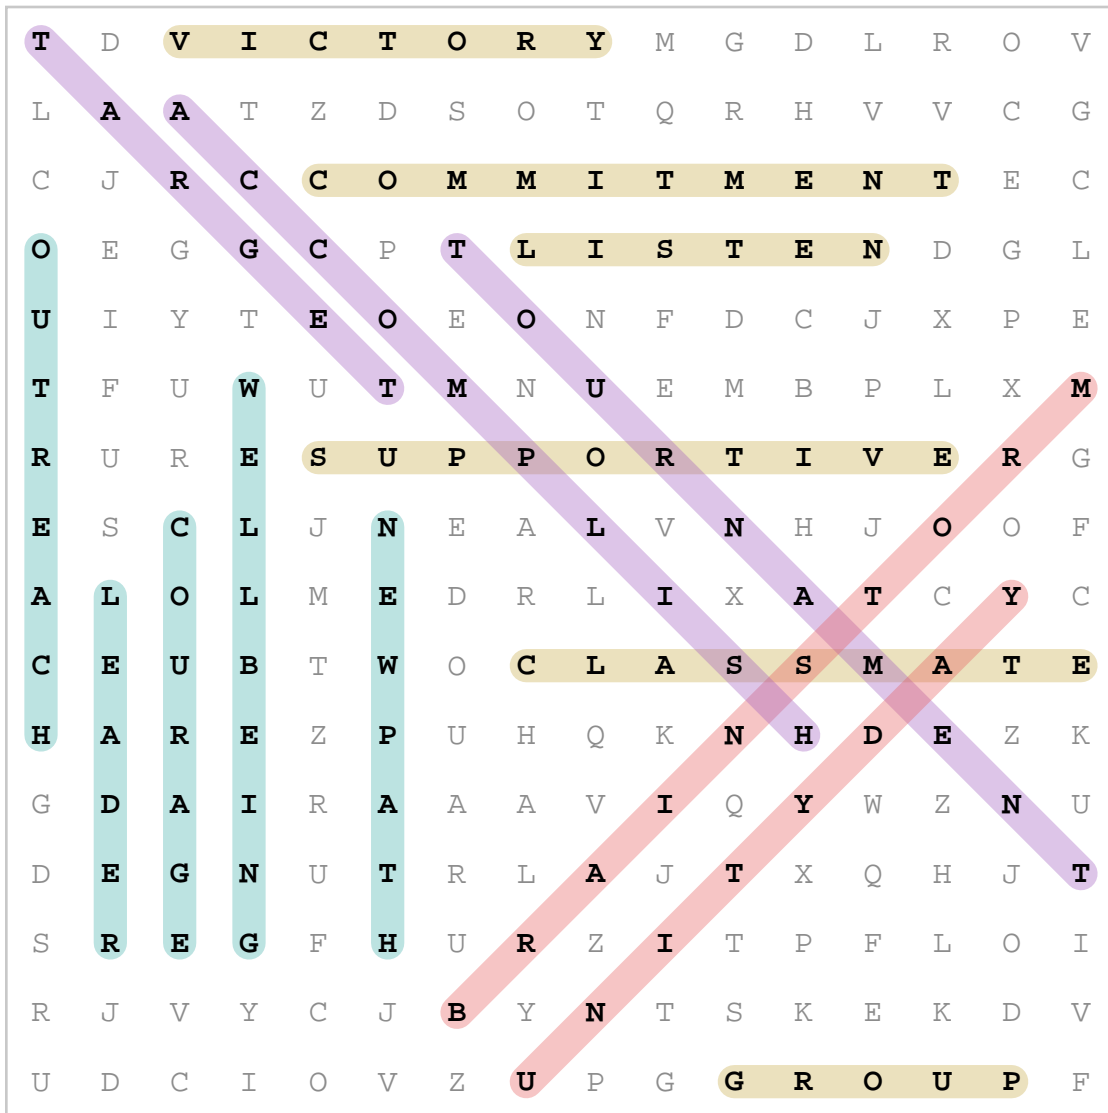 T D V I C T O R Y M G D L R O V
L A A T Z D S O T Q R H V V C G
C J R C C O M M I T M E N T E C
O E G G C P T L I S T E N D G L
U I Y T E O E O N F D C J X P E
T F U W U T M N U E M B P L X M
R U R E S U P P O R T I V E R G
E S C L J N E A L V N H J O O F
A L O L M E D R L I X A T C Y C
C E U B T W O C L A S S M A T E
H A R E Z P U H Q K N H D E Z K
G D A I R A A A V I Q Y W Z N U
D E G N U T R L A J T X Q H J T
S R E G F H U R Z I T P F L O I
R J V Y C J B Y N T S K E K D V
U D C I O V Z U P G G R O U P F